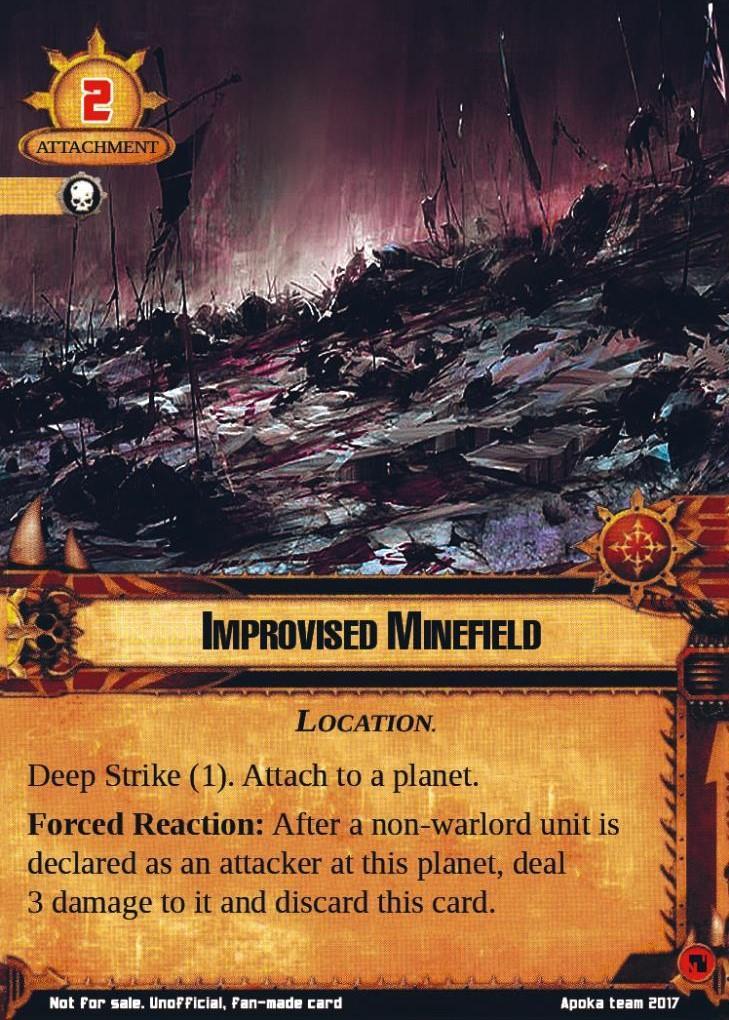 2
ATTACHMENT
IMPROVISED MINEFIELD
LOCATION.
Deep Strike (1). Attach to a planet.
Forced Reaction: After a non-warlord unit is
declared as an attacker at this planet, deal
3 damage to it and discard this card.
Not for sale. Unofficial, fan-made card
Apoka team 2017